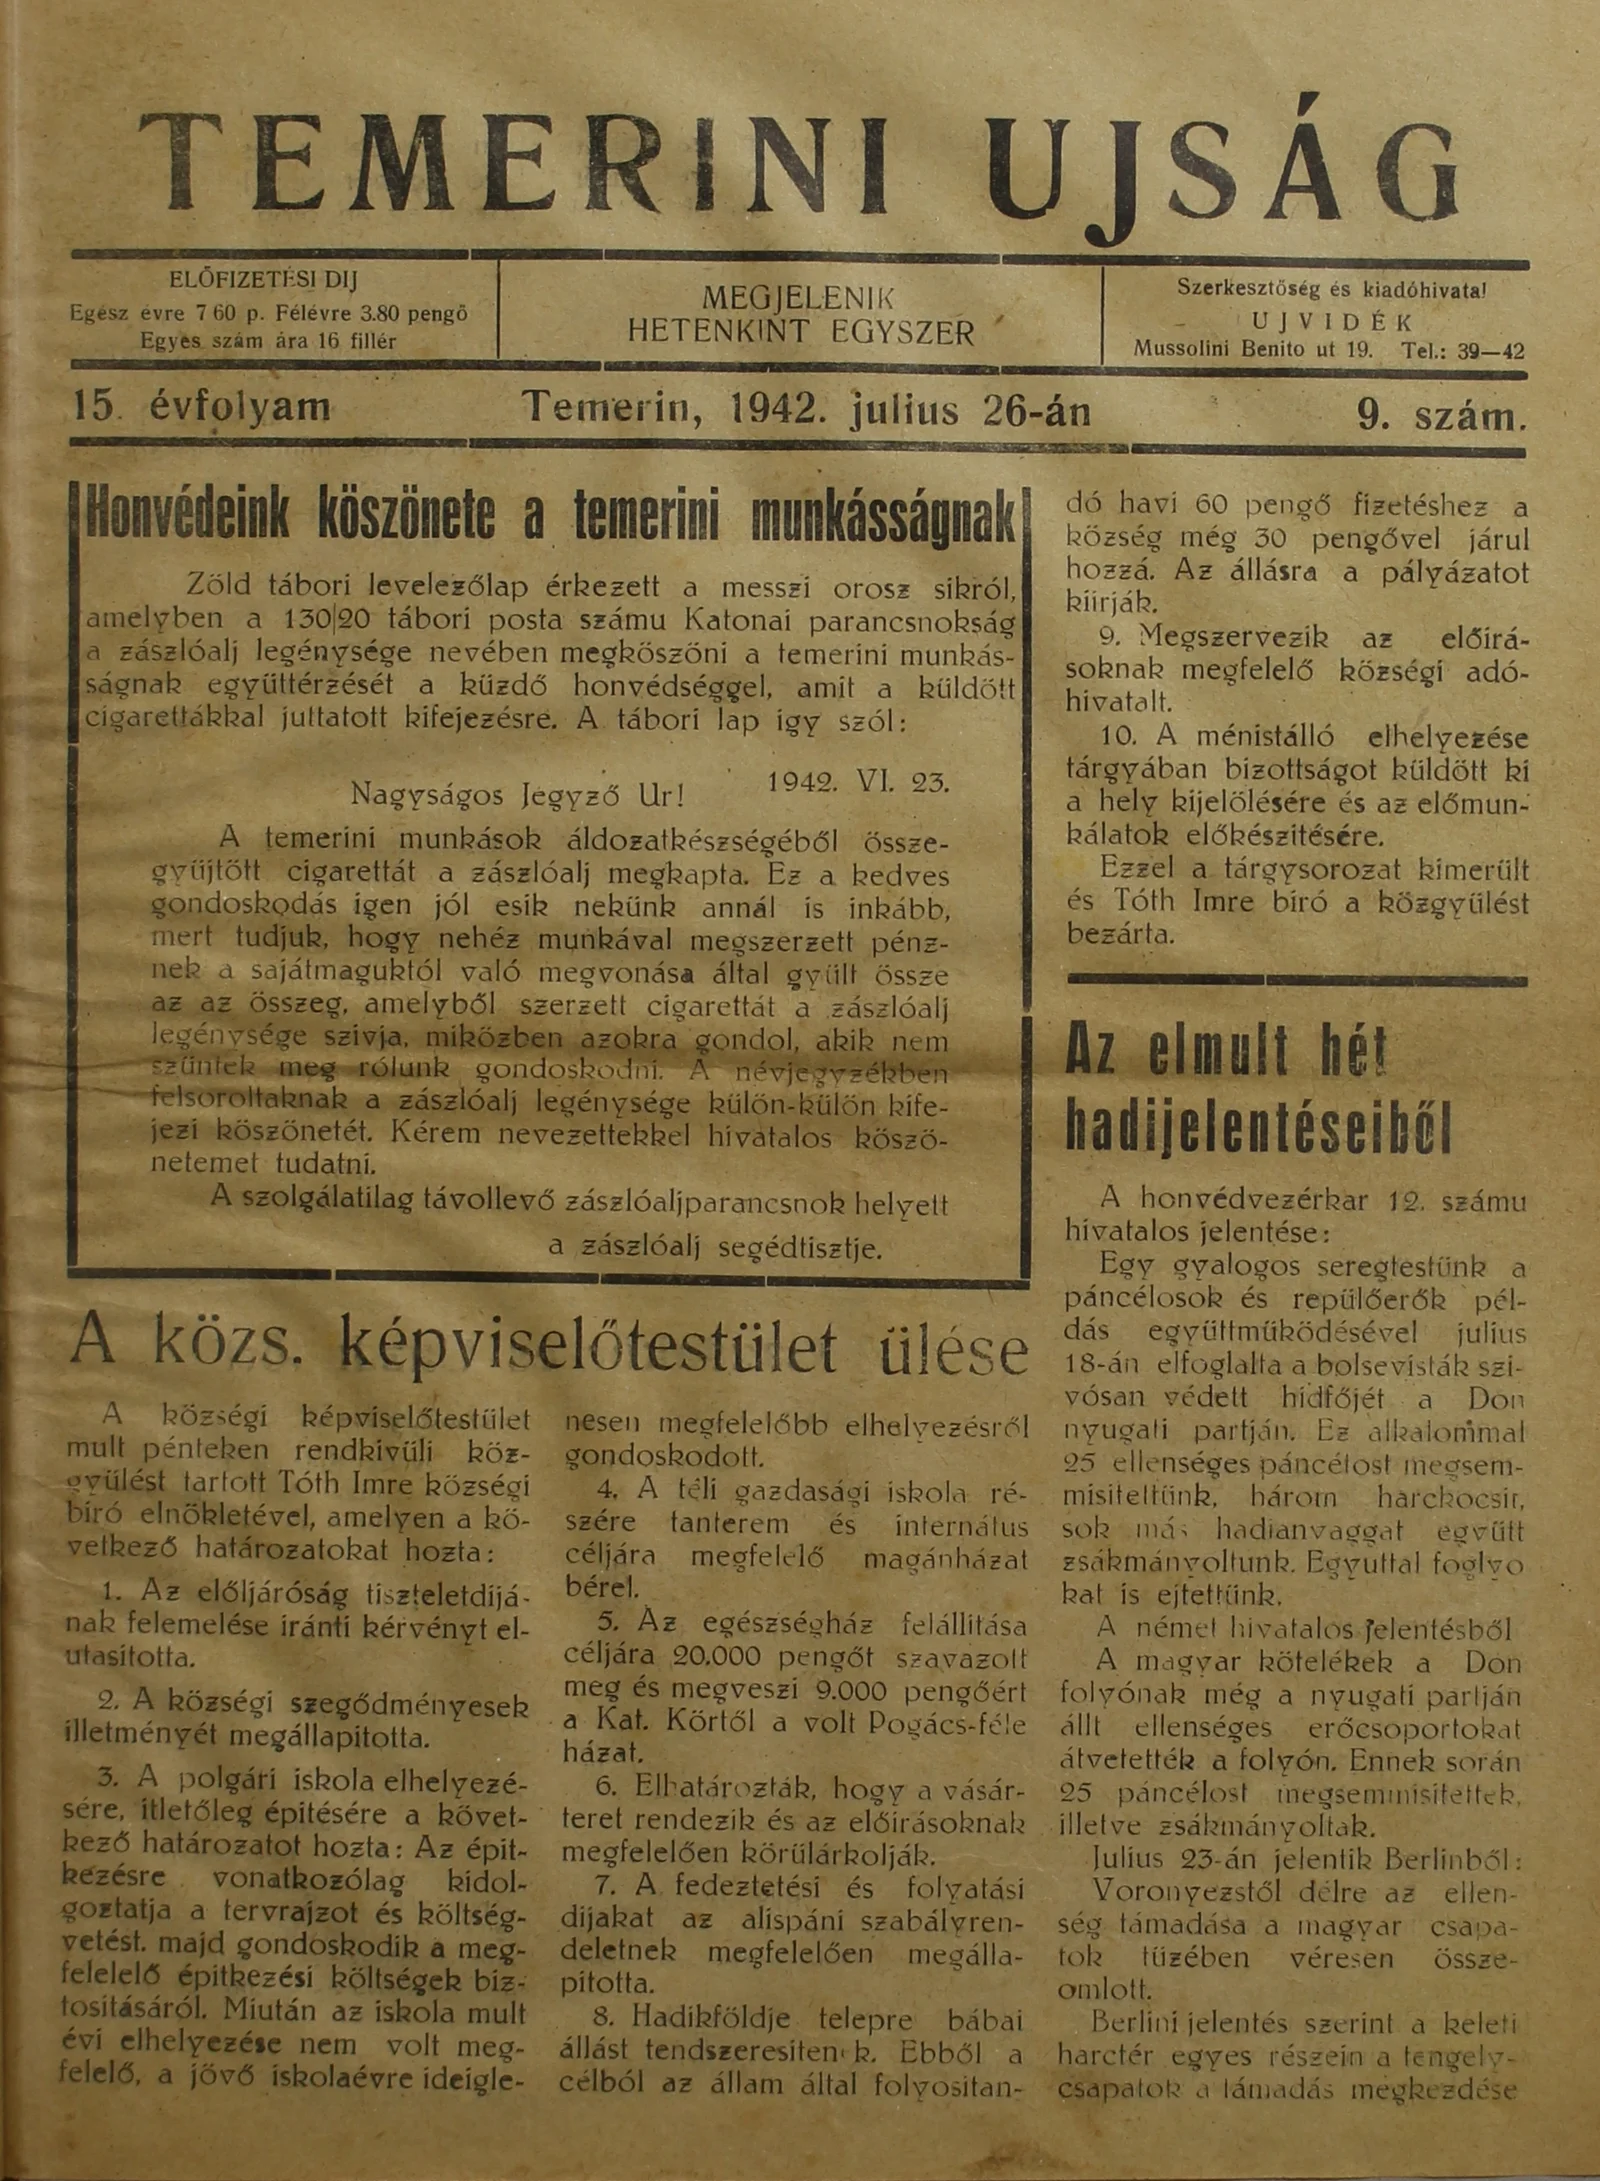 TEMERINI UJSÁG
ELŐFIZETÉSI DIJ
Egész évre 7 60 p. Félévre 3.80 pengő
Egyes szám ára 16 fillér
MEGJELENIK
HETENKINT EGYSZER
Szerkesztőség és kiadóhivatal
UJVIDÉK
Mussolini Benito ut 19. Tel.: 39—42
15. évfolyam Temerin, 1942. julius 26-án 9. szám.
Honvédeink köszönete a temerini munkásságnak
Zöld tábori levelezőlap érkezett a messzi orosz sikról,
amelyben a 130|20 tábori posta számu Katonai parancsnokság
a zászlóalj legénysége nevében megköszöni a temerini munkás-
ságnak együttérzését a küzdő honvédséggel, amit a küldött
cigarettákkal juttatott kifejezésre. A tábori lap igy szól:
1942. VI. 23.
Nagyságos Jegyző Ur!
A temerini munkások áldozatkészségéből össze-
gyüjtött cigarettát a zászlóalj megkapta. Ez a kedves
gondoskodás igen jól esik nekünk annál is inkább,
mert tudjuk, hogy nehéz munkával megszerzett pénz-
nek a sajátmaguktól való megvonása által gyült össze
az az összeg, amelyből szerzett cigarettát a zászlóalj
legénysége szivja, miközben azokra gondol, akik nem
szüntek meg rólunk gondoskodni. A névjegyzékben
felsoroltaknak a zászlóalj legénysége külön-külön kife-
jezi köszönetét. Kérem nevezettekkel hivatalos köszö-
netemet tudatni.
A szolgálatilag távollevő zászlóaljparancsnok helyett
a zászlóalj segédtisztje.
A közs. képviselőtestület ülése
A községi képviselőtestület
mult pénteken rendkivüli köz-
gyülést tartott Tóth Imre községi
biró elnökletével, amelyen a kö-
vetkező határozatokat hozta:
1. Az előljáróság tiszteletdijá-
nak felemelése iránti kérvényt el-
utasitotta.
2. A községi szegődményesek
illetményét megállapitotta.
3. A polgári iskola elhelyezé-
sére, itletőleg épitésére a követ-
kező határozatot hozta: Az épit-
kezésre vonatkozólag kidol-
goztatja a tervrajzot és költség-
vetést. majd gondoskodik a meg-
felelelő épitkezési költségek biz-
tositásáról. Miután az iskola mult
évi elhelyezése nem volt meg-
felelő, a jövő iskolaévre ideigle-
nesen megfelelőbb elhelyezésről
gondoskodott.
4. A téli gazdasági iskola ré-
szére tanterem és internátus
céljára megfelelő magánházat
bérel.
5. Az egészségház felállitása
céljára 20.000 pengőt szavazott
meg és megveszi 9.000 pengőért
a Kat. Körtől a volt Pogács-féle
házat.
6. Elhatározták, hogy a vásár-
teret rendezik és az előirásoknak
megfelelően körülárkolják.
7. A fedeztetési és folyatási
dijakat az alispáni szabályren-
deletnek megfelelően megálla-
pitotta.
8. Hadikföldje telepre bábai
állást tendszeresitenek. Ebből a
célból az állam által folyositan-
dó havi 60 pengő fizetéshez a
község még 30 pengővel járul
hozzá. Az állásra a pályázatot
kiirják.
9. Megszervezik az előirá-
soknak megfelelő községi adó-
hivatalt.
10. A ménistálló elhelyezése
tárgyában bizottságot küldött ki
a hely kijelölésére és az előmun-
kálatok előkészitésére.
Ezzel a tárgysorozat kimerült
és Tóth Imre biró a közgyülést
bezárta.
Az elmult hét
hadijelentéseiből
A honvédvezérkar 12. számu
hivatalos jelentése:
Egy gyalogos seregtestünk a
páncélosok és repülőerők pél-
dás együttmüködésével julius
18-án elfoglalta a bolsevisták szi-
vósan védett hidfőjét a Don
nyugati partján. Ez alkalommal
25 ellenséges páncélost megsem-
misitettünk, három harckocsit,
sok más hadianyaggat együtt
zsákmányoltunk. Egyuttal foglyo
kat is ejtettünk.
A német hivatalos jelentésből
A magyar kötelékek a Don
folyónak még a nyugati partján
állt ellenséges erőcsoportokat
átvetették a folyón. Ennek során
25 páncélost megsemmisitettek,
illetve zsákmányoltak.
Julius 23-án jelentik Berlinből:
Voronyezstől délre az ellen-
ség támadása a magyar csapa-
tok tüzében véresen össze-
omlott.
Berlini jelentés szerint a keleti
harctér egyes részein a tengely-
csapatok a támadás megkezdése